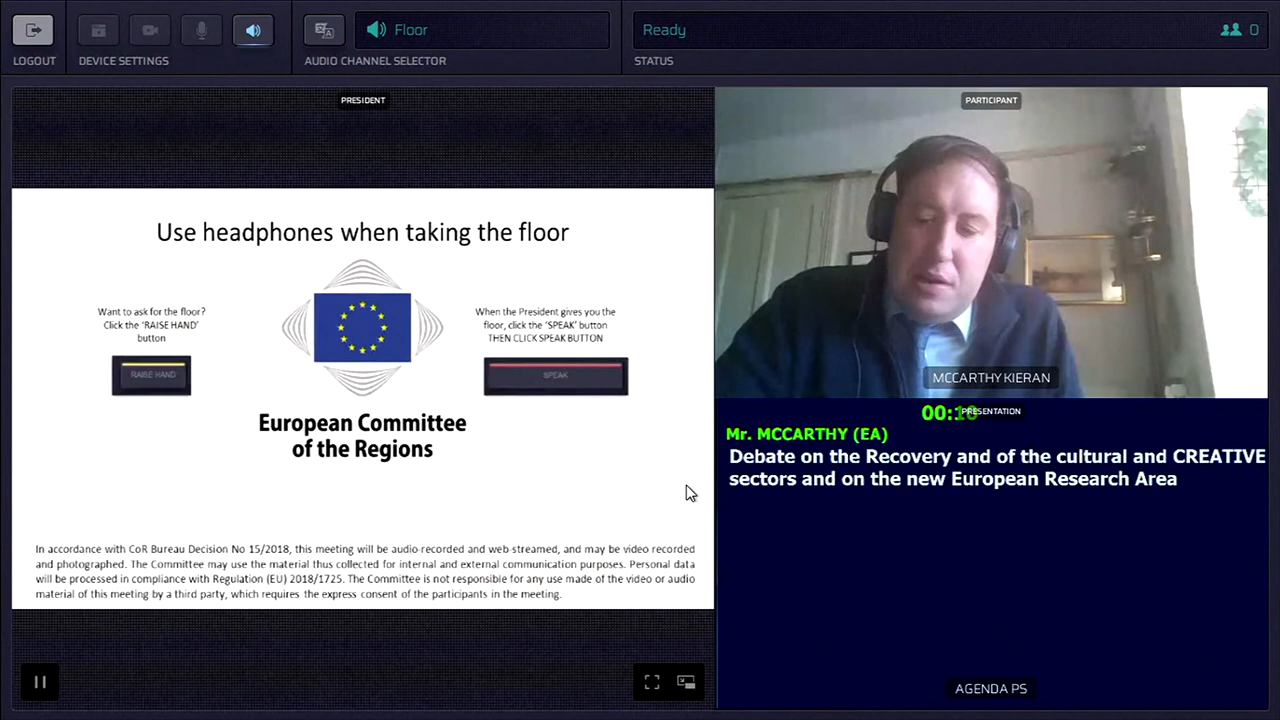 LOGOUT
DEVICE SETTINGS
Floor
AUDIO CHANNEL SELECTOR
Ready
0
STATUS
PRESIDENT
Use headphones when taking the floor
Want to ask for the floor?
Click the ‘RAISE HAND’
button
RAISE HAND
When the President gives you the
floor, click the ‘SPEAK’ button
THEN CLICK SPEAK BUTTON
SPEAK
European Committee
of the Regions
In accordance with CoR Bureau Decision No 15/2018, this meeting will be audio-recorded and web-streamed, and may be video recorded
and photographed. The Committee may use the material thus collected for internal and external communication purposes. Personal data
will be processed in compliance with Regulation (EU) 2018/1725. The Committee is not responsible for any use made of the video or audio
material of this meeting by a third party, which requires the express consent of the participants in the meeting.
PARTICIPANT
MCCARTHY KIERAN
PRESENTATION
Mr. MCCARTHY (EA)
Debate on the Recovery and of the cultural and CREATIVE
sectors and on the new European Research Area
AGENDA PS